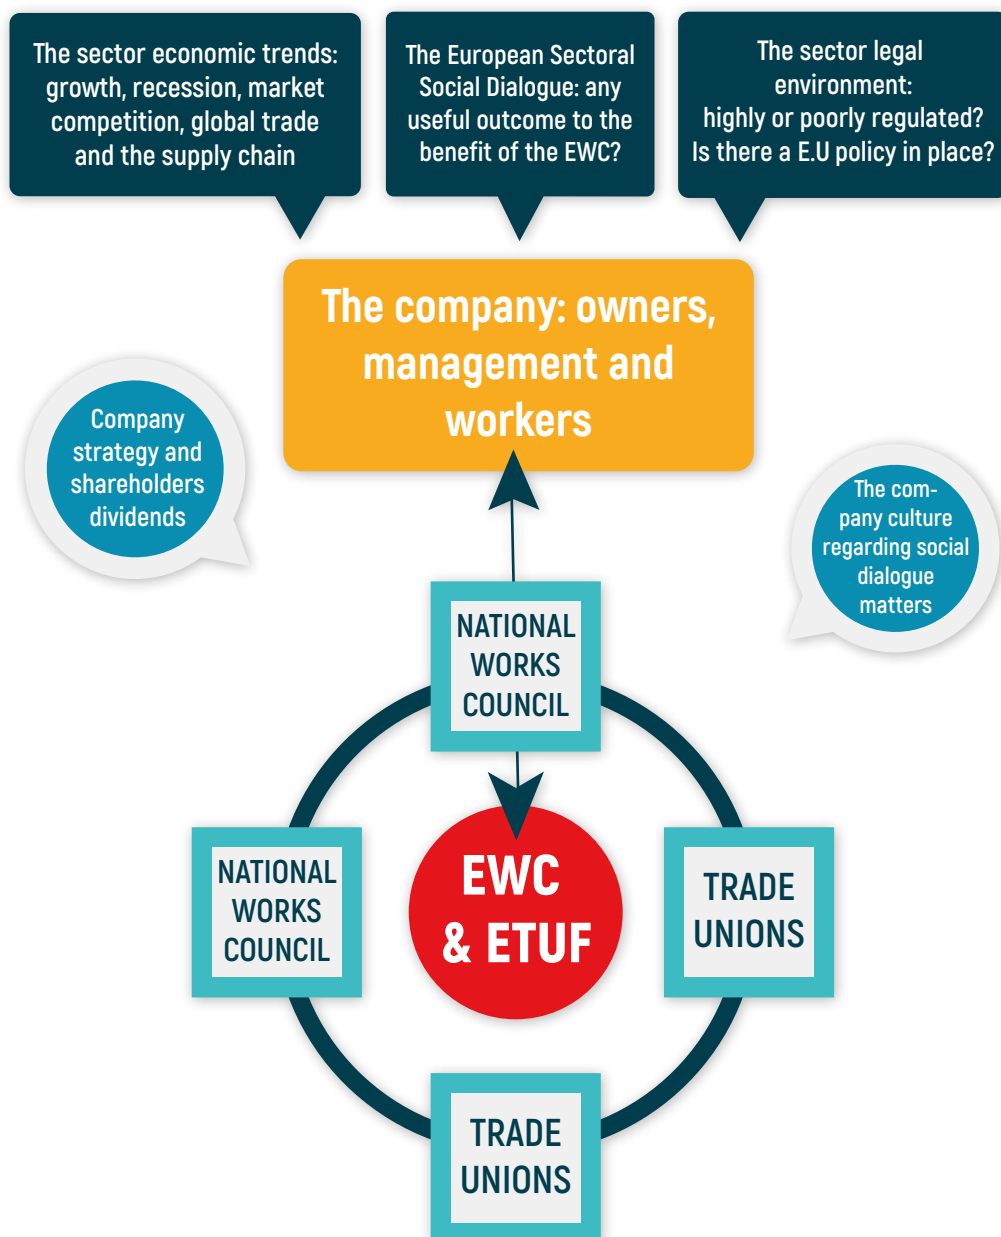 The sector economic trends:
growth, recession, market
competition, global trade
and the supply chain
The European Sectoral
Social Dialogue: any
useful outcome to the
benefit of the EWC?
The sector legal
environment:
highly or poorly regulated?
Is there a E.U policy in place?
The company: owners,
management and
workers
Company
strategy and
shareholders
dividends
The com-
pany culture
regarding social
dialogue
matters
NATIONAL
WORKS
COUNCIL
NATIONAL
WORKS
COUNCIL
EWC
& ETUF
TRADE
UNIONS
TRADE
UNIONS